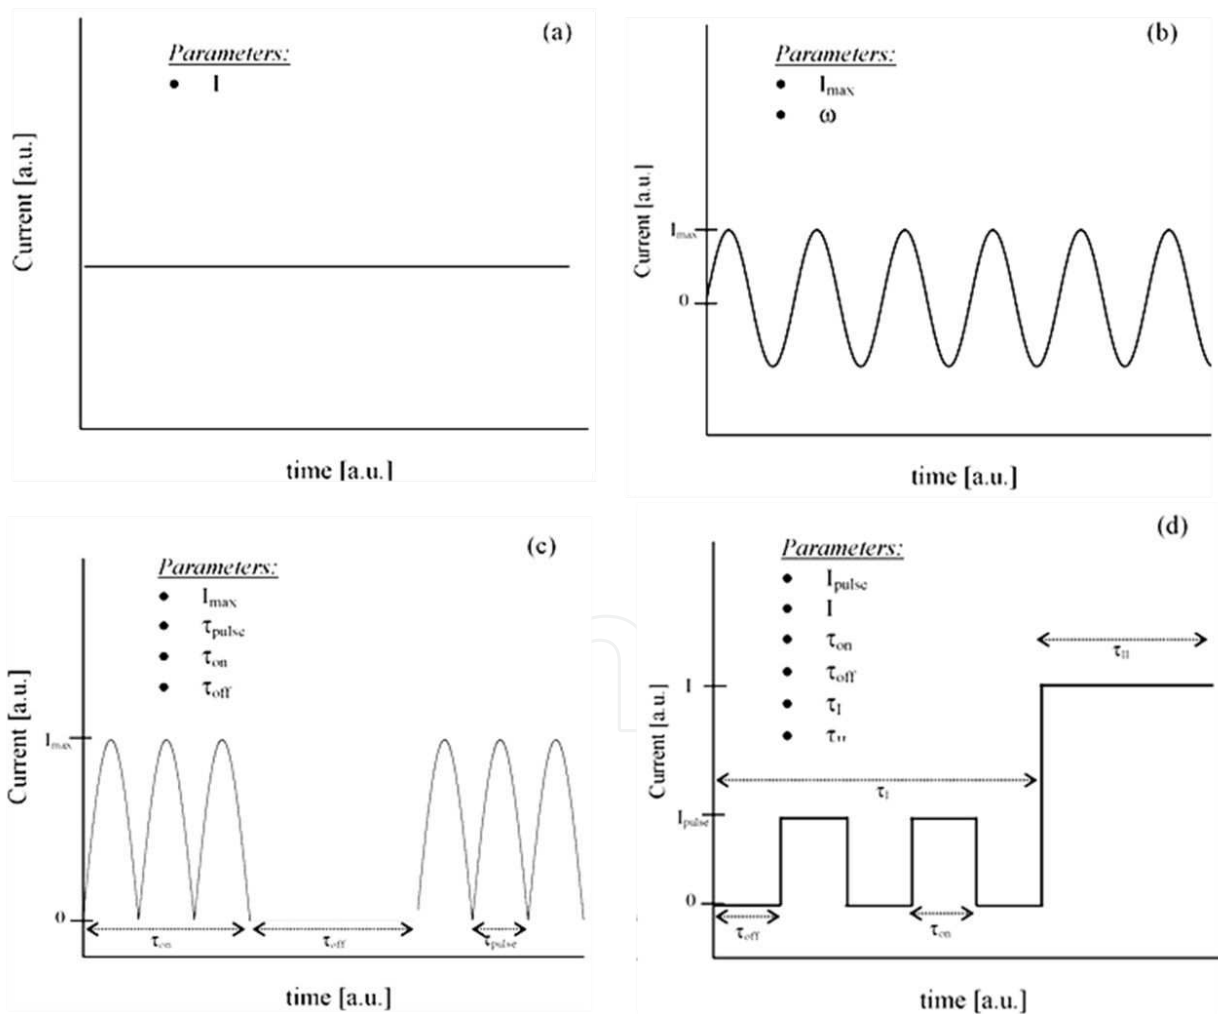 (a)
Parameters:
• I
Current [a.u.]
time [a.u.]
(b)
Parameters:
• Imax
• ω
Current [a.u.]
Imax
0
time [a.u.]
(c)
Parameters:
• Imax
• τpulse
• τon
• τoff
Current [a.u.]
Imax
0
τon
τoff
τpulse
time [a.u.]
(d)
Parameters:
• Ipulse
• I
• τon
• τoff
• τI
• τII
Current [a.u.]
τII
I
τI
Ipulse
0
τoff
τon
time [a.u.]